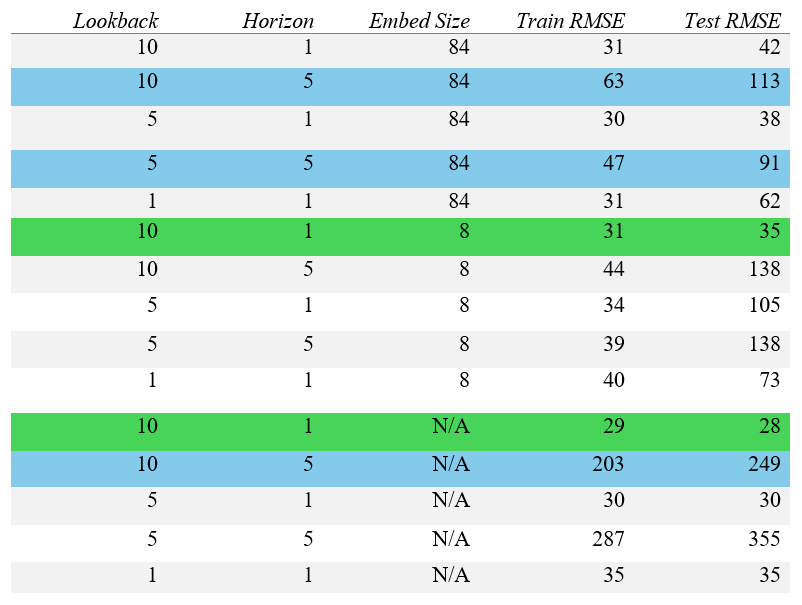 Lookback Horizon Embed Size Train RMSE Test RMSE
10 1 84 31 42
10 5 84 63 113
5 1 84 30 38
5 5 84 47 91
1 1 84 31 62
10 1 8 31 35
10 5 8 44 138
5 1 8 34 105
5 5 8 39 138
1 1 8 40 73
10 1 N/A 29 28
10 5 N/A 203 249
5 1 N/A 30 30
5 5 N/A 287 355
1 1 N/A 35 35